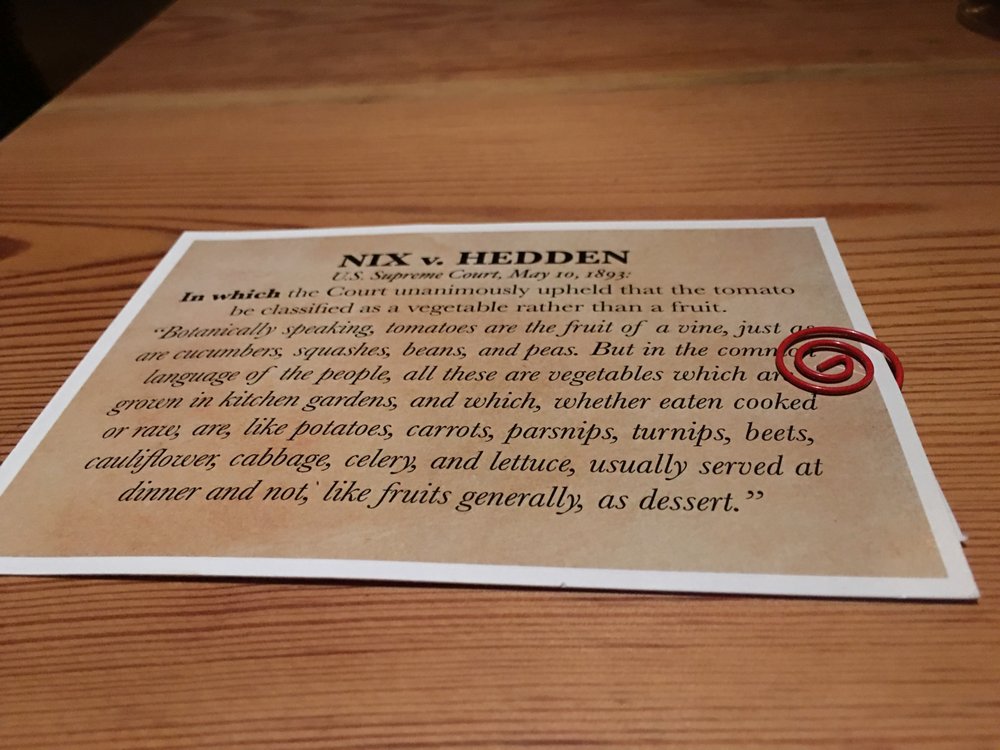 NIX v. HEDDEN
U.S. Supreme Court, May 10, 1893:
In which the Court unanimously upheld that the tomato
be classified as a vegetable rather than a fruit.
“Botanically speaking, tomatoes are the fruit of a vine, just as
are cucumbers, squashes, beans, and peas. But in the common
language of the people, all these are vegetables which are
grown in kitchen gardens, and which, whether eaten cooked
or raw, are, like potatoes, carrots, parsnips, turnips, beets,
cauliflower, cabbage, celery, and lettuce, usually served at
dinner and not, like fruits generally, as dessert.”